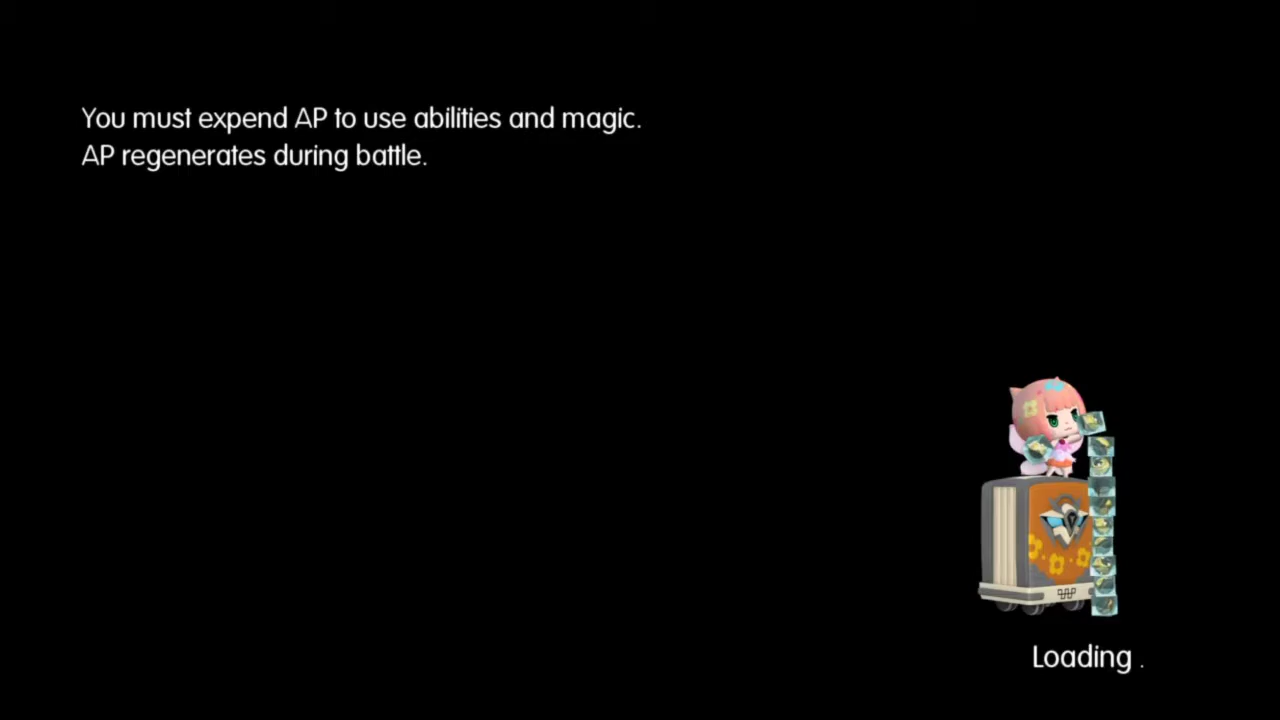 You must expend AP to use abilities and magic.
AP regenerates during battle.
Loading .